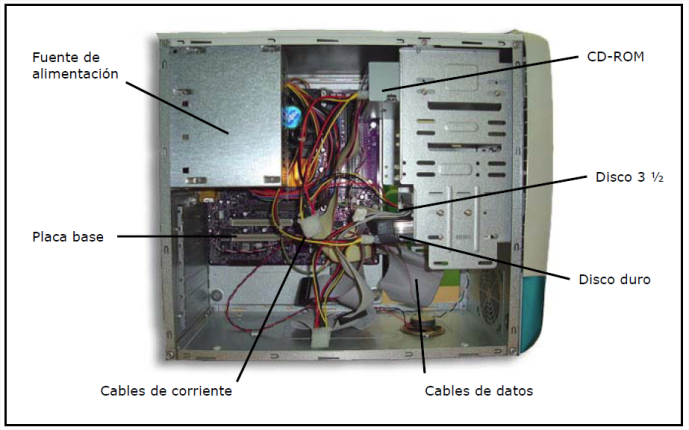 Fuente de
alimentación
CD-ROM
Disco 3 ½
Placa base
Disco duro
Cables de corriente
Cables de datos